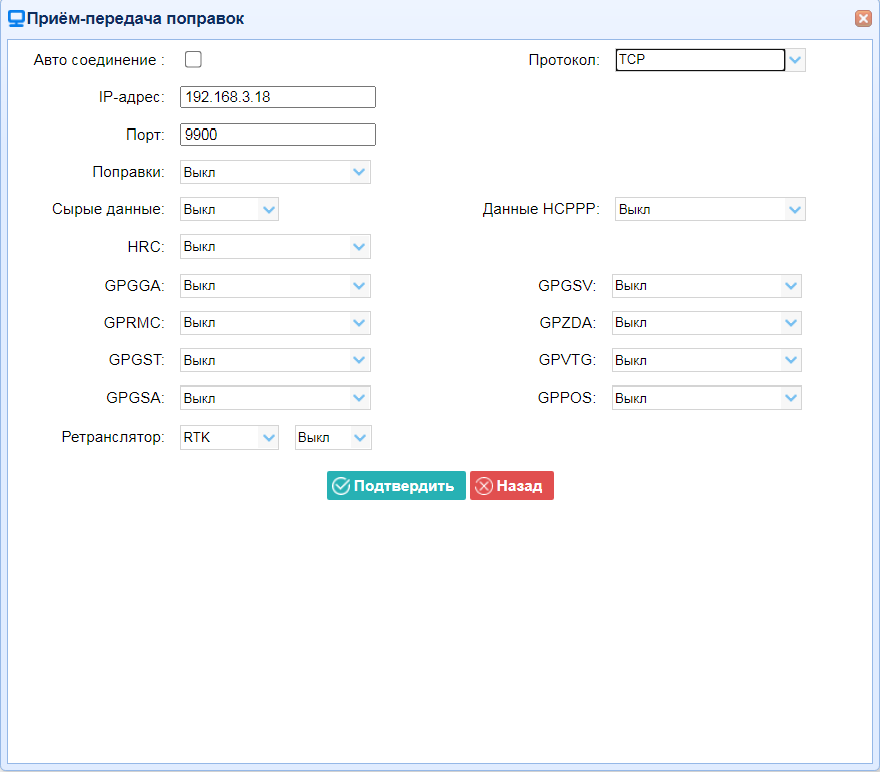 Приём-передача поправок
Авто соединение : Протокол: TCP
IP-адрес: 192.168.3.18
Порт: 9900
Поправки: Выкл
Сырые данные: Выкл Данные HCPPP: Выкл
HRC: Выкл
GPGGA: Выкл GPGSV: Выкл
GPRMC: Выкл GPZDA: Выкл
GPGST: Выкл GPVTG: Выкл
GPGSA: Выкл GPPOS: Выкл
Ретранслятор: RTK Выкл
Подтвердить Назад